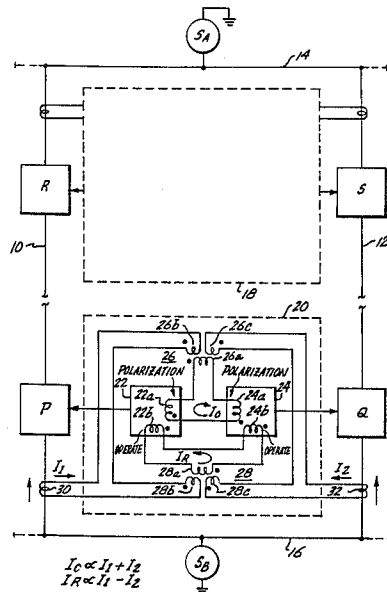 SA
14
R
S
10
12
18
20
26b
26c
26a
26
POLARIZATION
POLARIZATION
22
22a
IO
24a
24
P
22b
24b
Q
OPERATE
OPERATE
IR
I1
28a
28
I2
30
28b
28c
32
16
IC ∝ I1 + I2
IR ∝ I1 - I2
SB